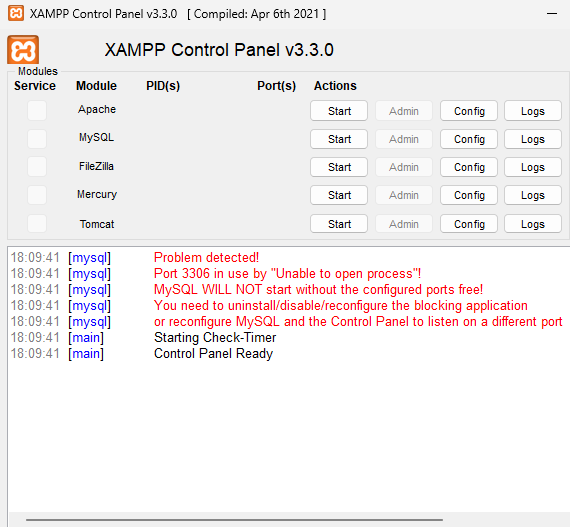 XAMPP Control Panel v3.3.0 [ Compiled: Apr 6th 2021 ]
XAMPP Control Panel v3.3.0
Modules
Service Module PID(s) Port(s) Actions
Apache Start Admin Config Logs
MySQL Start Admin Config Logs
FileZilla Start Admin Config Logs
Mercury Start Admin Config Logs
Tomcat Start Admin Config Logs
18:09:41 [mysql] Problem detected!
18:09:41 [mysql] Port 3306 in use by "Unable to open process"!
18:09:41 [mysql] MySQL WILL NOT start without the configured ports free!
18:09:41 [mysql] You need to uninstall/disable/reconfigure the blocking application
18:09:41 [mysql] or reconfigure MySQL and the Control Panel to listen on a different port
18:09:41 [main] Starting Check-Timer
18:09:41 [main] Control Panel Ready